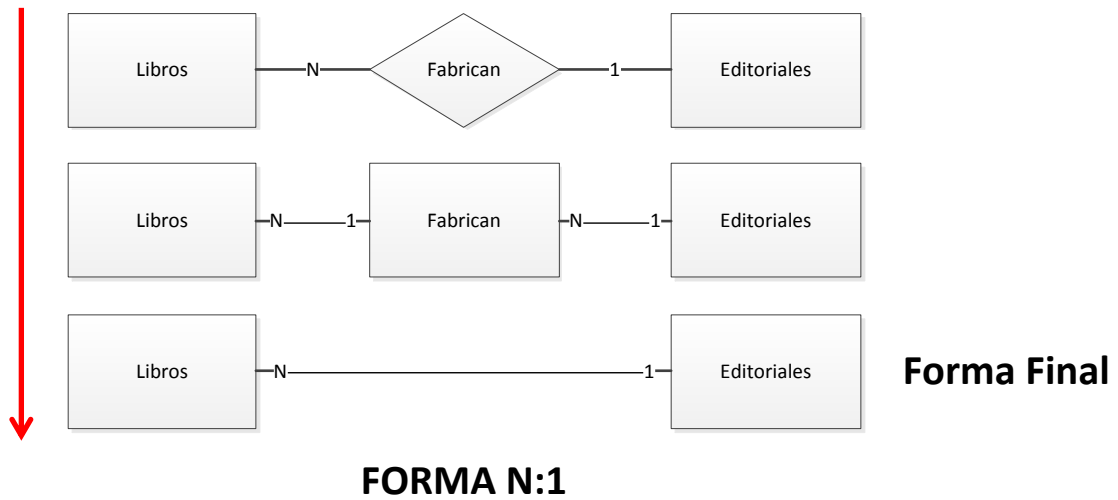 Libros N Fabrican 1 Editoriales
Libros N 1 Fabrican N 1 Editoriales
Libros N 1 Editoriales Forma Final
FORMA N:1